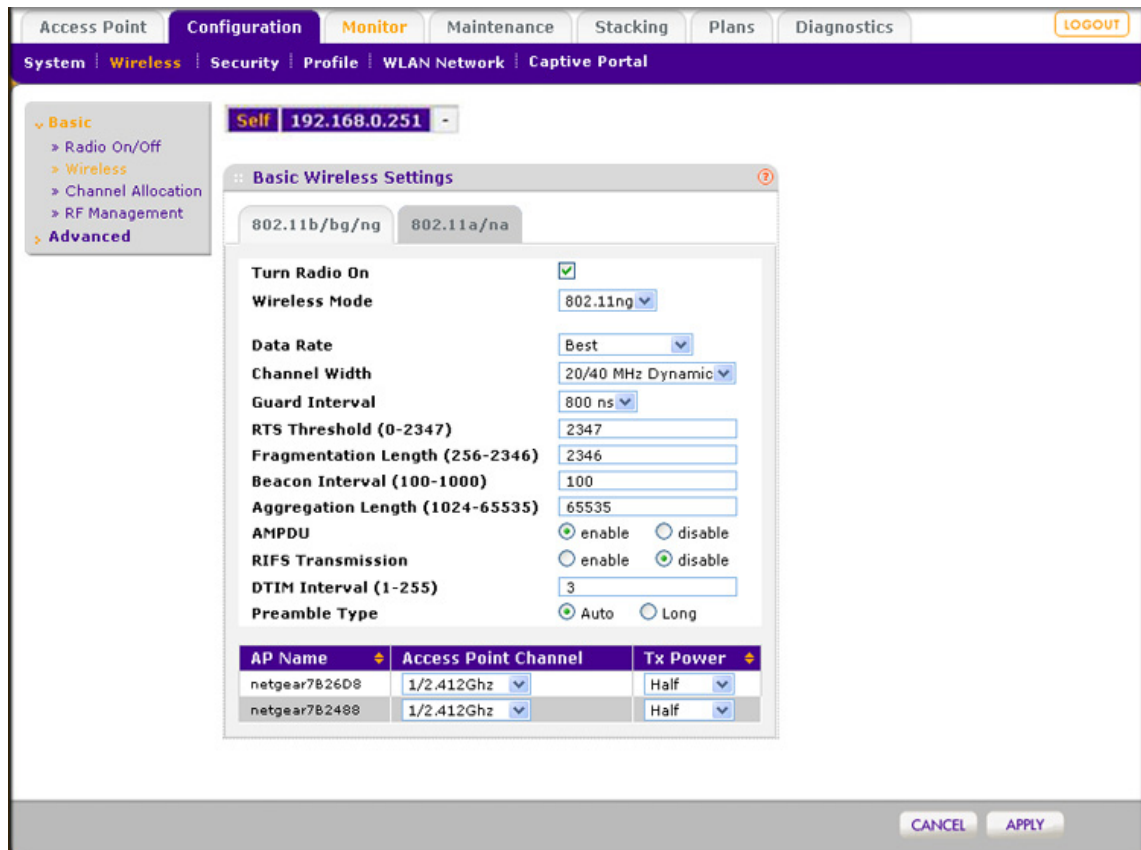 Access Point Configuration Monitor Maintenance Stacking Plans Diagnostics LOGOUT
System Wireless Security Profile WLAN Network Captive Portal
Basic
» Radio On/Off
» Wireless
» Channel Allocation
» RF Management
Advanced
Self 192.168.0.251 -
Basic Wireless Settings ?
802.11b/bg/ng 802.11a/na
Turn Radio On
Wireless Mode 802.11ng
Data Rate Best
Channel Width 20/40 MHz Dynamic
Guard Interval 800 ns
RTS Threshold (0-2347) 2347
Fragmentation Length (256-2346) 2346
Beacon Interval (100-1000) 100
Aggregation Length (1024-65535) 65535
AMPDU enable disable
RIFS Transmission enable disable
DTIM Interval (1-255) 3
Preamble Type Auto Long
AP Name Access Point Channel Tx Power
netgear7B26D8 1/2.412Ghz Half
netgear7B2488 1/2.412Ghz Half
CANCEL APPLY